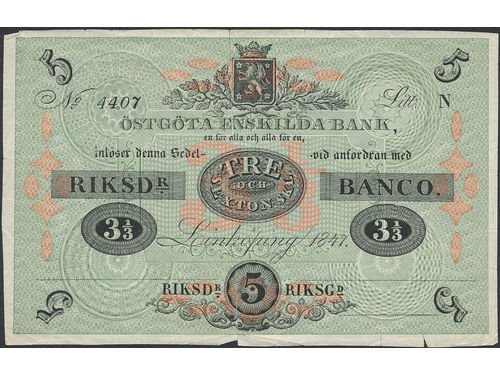 5 5
No 4407 Litt. N
ÖSTGÖTA ENSKILDA BANK,
en för alla och alla för en,
inlöser denna Sedel- vid anfordran med
TRE
RIKSDR. OCH BANCO.
SEXTON SK.
3 1/3 3 1/3
Linköping 1847.
RIKSDR. 5 RIKSGD.
5 5